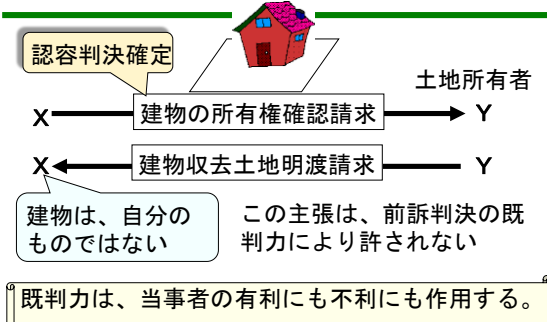 認容判決確定
土地所有者
X 建物の所有権確認請求 Y
X 建物収去土地明渡請求 Y
建物は、自分の
ものではない
この主張は、前訴判決の既
判力により許されない
既判力は、当事者の有利にも不利にも作用する。